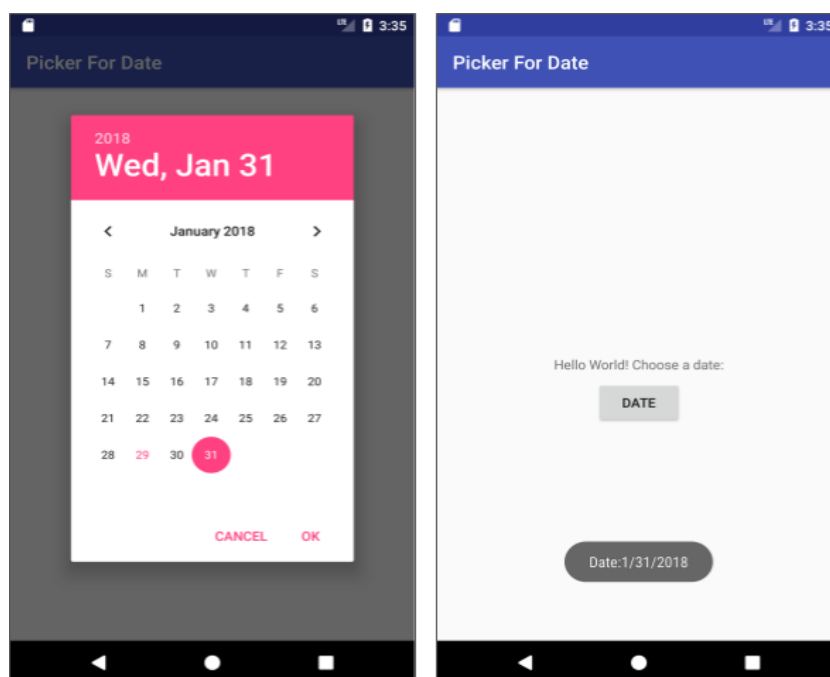 LTE 3:35
Picker For Date
2018
Wed, Jan 31
January 2018
S M T W T F S
1 2 3 4 5 6
7 8 9 10 11 12 13
14 15 16 17 18 19 20
21 22 23 24 25 26 27
28 29 30 31
CANCEL OK
LTE 3:35
Picker For Date
Hello World! Choose a date:
DATE
Date:1/31/2018